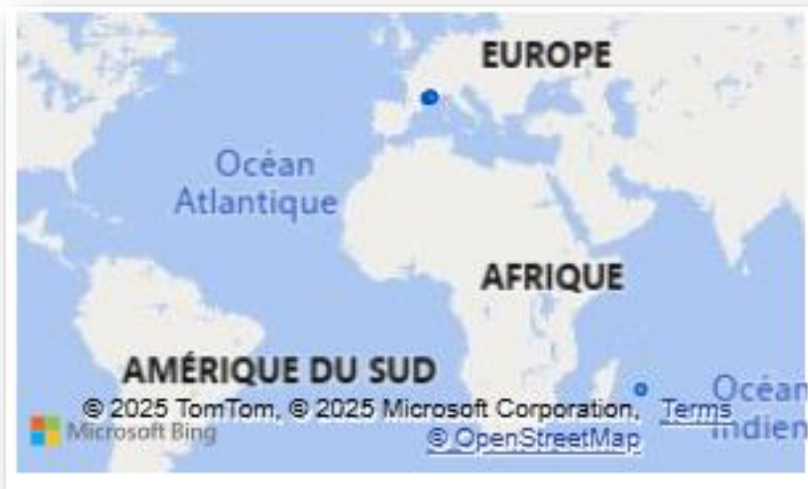 EUROPE
Océan
Atlantique
AFRIQUE
AMÉRIQUE DU SUD
Océan
Indien
© 2025 TomTom, © 2025 Microsoft Corporation, Terms
Microsoft Bing
© OpenStreetMap